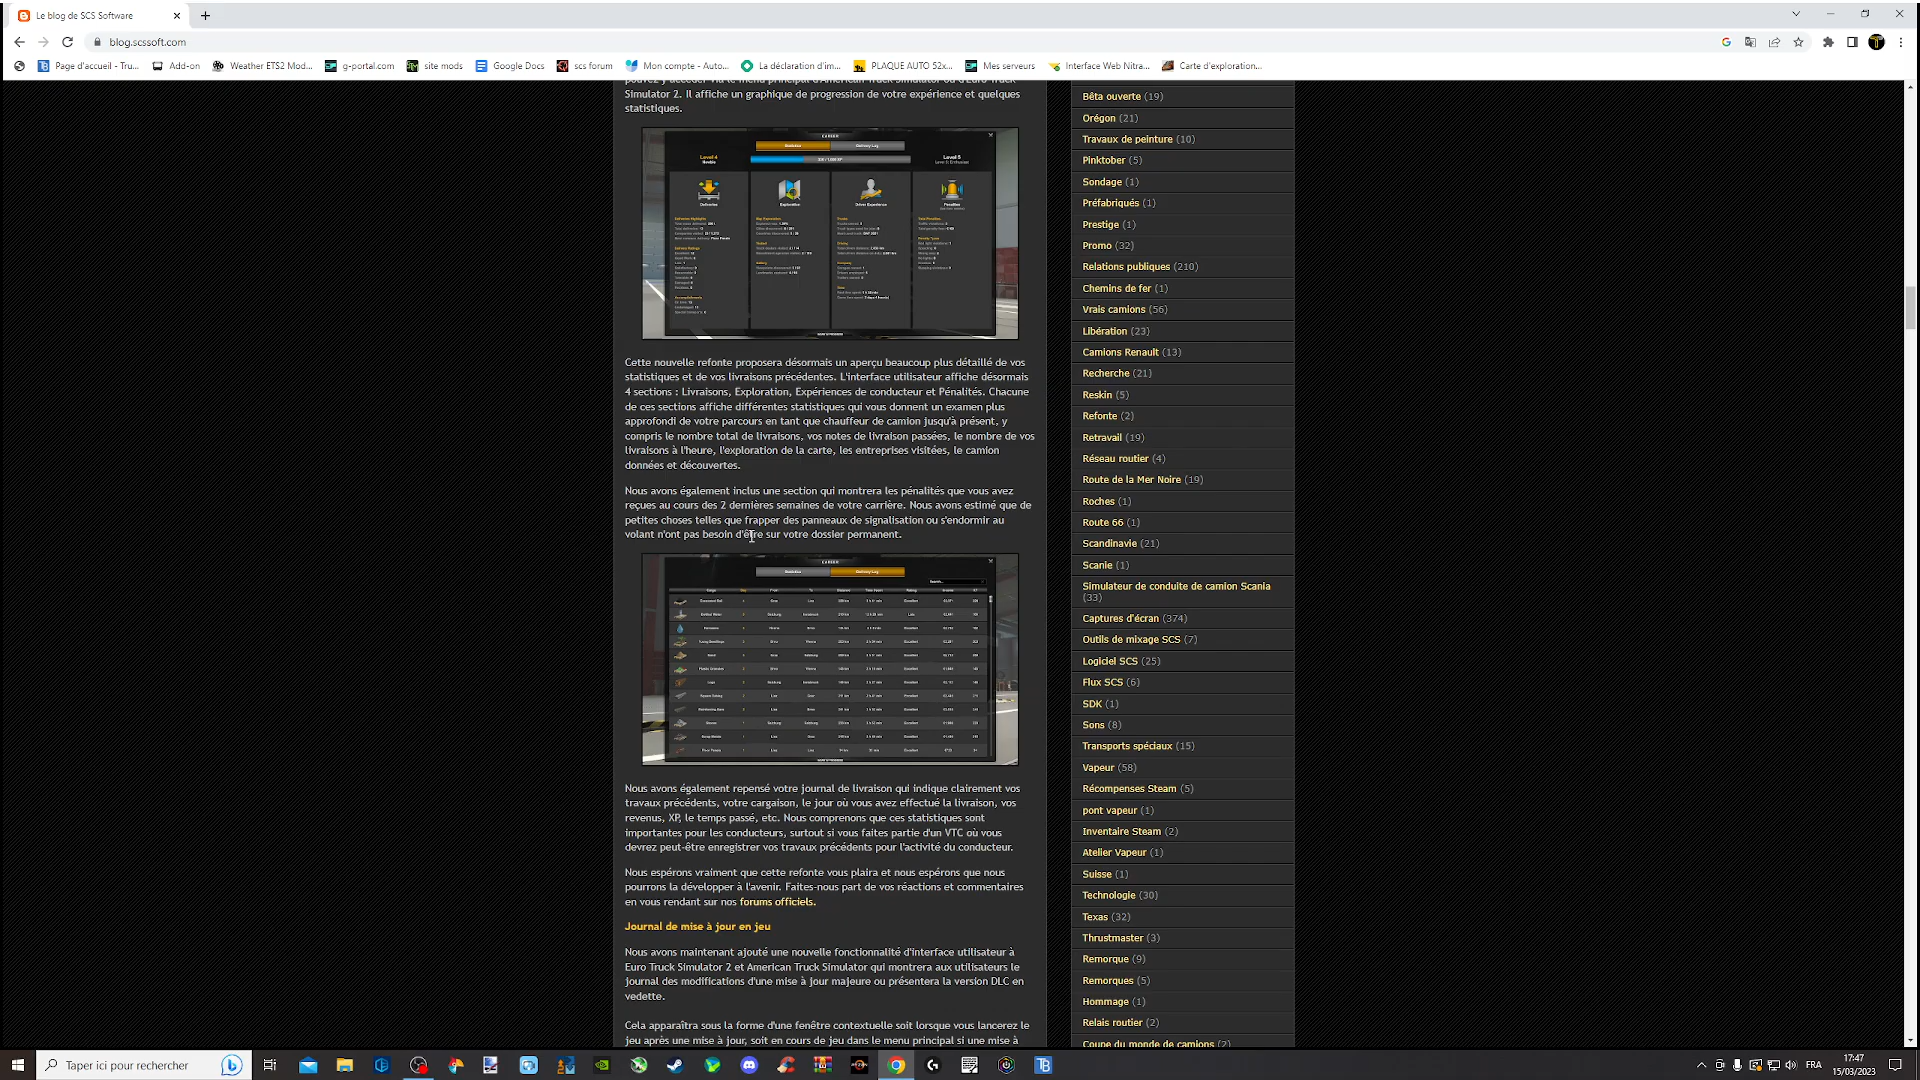 Le blog de SCS Software
blog.scssoft.com
Page d'accueil - Tru...
Add-on
Weather ETS2 Mod...
g-portal.com
site mods
Google Docs
scs forum
Mon compte - Auto...
La déclaration d'im...
PLAQUE AUTO 52x...
Mes serveurs
Interface Web Nitra...
Carte d'exploration...
Simulator 2. Il affiche un graphique de progression de votre expérience et quelques
statistiques.
CAREER
Statistics
Delivery Log
Level 4
Newbie
Level 5
Deliveries
Exploration
Driver Experience
Penalties
Cette nouvelle refonte proposera désormais un aperçu beaucoup plus détaillé de vos
statistiques et de vos livraisons précédentes. L'interface utilisateur affiche désormais
4 sections : Livraisons, Exploration, Expériences de conducteur et Pénalités. Chacune
de ces sections affiche différentes statistiques qui vous donnent un examen plus
approfondi de votre parcours en tant que chauffeur de camion jusqu'à présent, y
compris le nombre total de livraisons, vos notes de livraison passées, le nombre de vos
livraisons à l'heure, l'exploration de la carte, les entreprises visitées, le camion
données et découvertes.
Nous avons également inclus une section qui montrera les pénalités que vous avez
reçues au cours des 2 dernières semaines de votre carrière. Nous avons estimé que de
petites choses telles que frapper des panneaux de signalisation ou s'endormir au
volant n'ont pas besoin d'être sur votre dossier permanent.
CAREER
Statistics
Delivery Log
Search...
Nous avons également repensé votre journal de livraison qui indique clairement vos
travaux précédents, votre cargaison, le jour où vous avez effectué la livraison, vos
revenus, XP, le temps passé, etc. Nous comprenons que ces statistiques sont
importantes pour les conducteurs, surtout si vous faites partie d'un VTC où vous
devrez peut-être enregistrer vos travaux précédents pour l'activité du conducteur.
Nous espérons vraiment que cette refonte vous plaira et nous espérons que nous
pourrons la développer à l'avenir. Faites-nous part de vos réactions et commentaires
en vous rendant sur nos forums officiels.
Journal de mise à jour en jeu
Nous avons maintenant ajouté une nouvelle fonctionnalité d'interface utilisateur à
Euro Truck Simulator 2 et American Truck Simulator qui montrera aux utilisateurs le
journal des modifications d'une mise à jour majeure ou présentera la version DLC en
vedette.
Cela apparaîtra sous la forme d'une fenêtre contextuelle soit lorsque vous lancerez le
jeu après une mise à jour, soit en cours de jeu dans le menu principal si une mise à
Bêta ouverte (19)
Orégon (21)
Travaux de peinture (10)
Pinktober (5)
Sondage (1)
Préfabriqués (1)
Prestige (1)
Promo (32)
Relations publiques (210)
Chemins de fer (1)
Vrais camions (56)
Libération (23)
Camions Renault (13)
Recherche (21)
Reskin (5)
Refonte (2)
Retravail (19)
Réseau routier (4)
Route de la Mer Noire (19)
Roches (1)
Route 66 (1)
Scandinavie (21)
Scanie (1)
Simulateur de conduite de camion Scania
(33)
Captures d'écran (374)
Outils de mixage SCS (7)
Logiciel SCS (25)
Flux SCS (6)
SDK (1)
Sons (8)
Transports spéciaux (15)
Vapeur (58)
Récompenses Steam (5)
pont vapeur (1)
Inventaire Steam (2)
Atelier Vapeur (1)
Suisse (1)
Technologie (30)
Texas (32)
Thrustmaster (3)
Remorque (9)
Remorques (5)
Hommage (1)
Relais routier (2)
Coupe du monde de camions (2)
Taper ici pour rechercher
FRA
17:47
15/03/2023